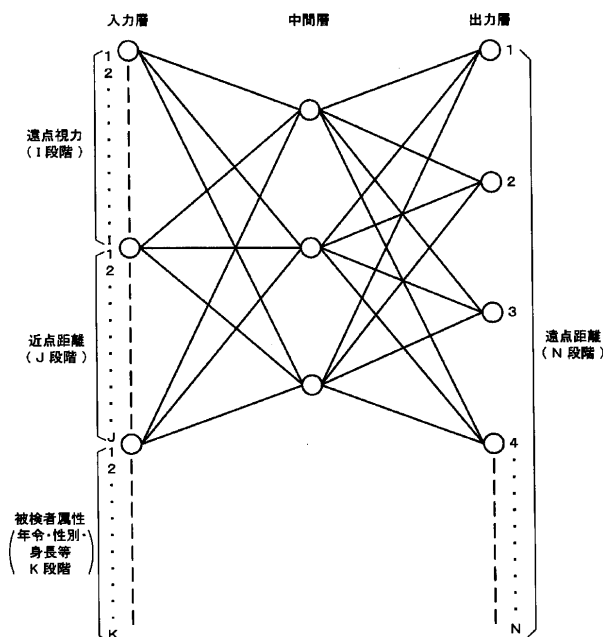 入力層
中間層
出力層
1
2
遠点視力
(I段階)
I
1
2
近点距離
(J段階)
J
1
2
被検者属性
年令・性別・
身長等
K段階
K
1
2
3
4
N
遠点距離
(N段階)